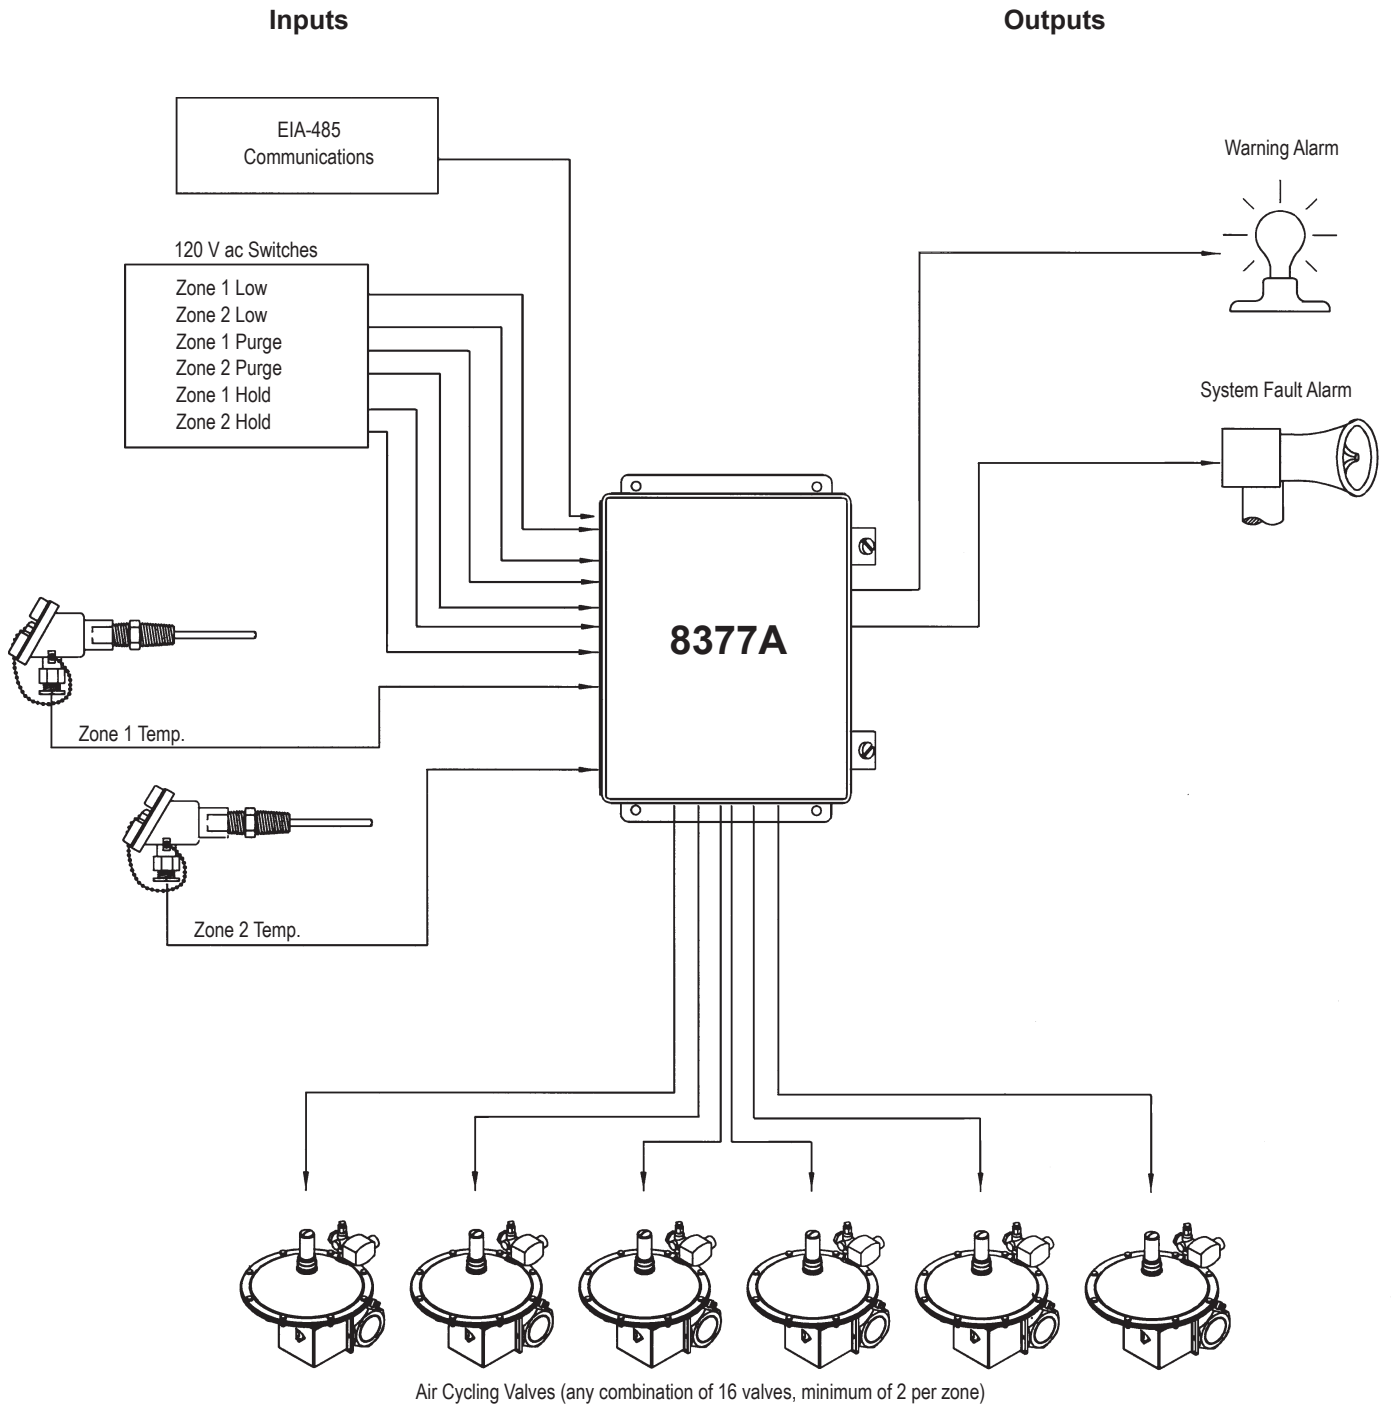 Inputs
Outputs
EIA-485
Communications
Warning Alarm
120 V ac Switches
Zone 1 Low
Zone 2 Low
Zone 1 Purge
Zone 2 Purge
Zone 1 Hold
Zone 2 Hold
System Fault Alarm
8377A
Zone 1 Temp.
Zone 2 Temp.
Air Cycling Valves (any combination of 16 valves, minimum of 2 per zone)